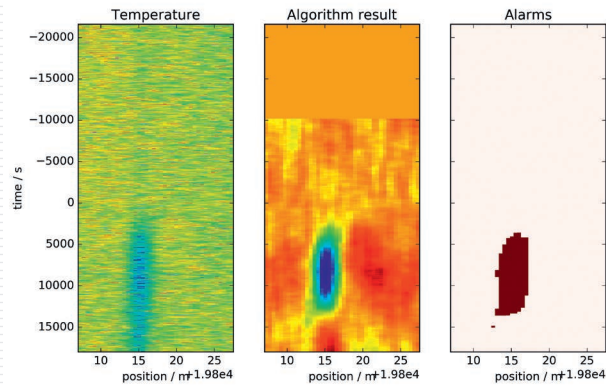 Temperature Algorithm result Alarms
−20000
−15000
−10000
−5000
0
5000
10000
15000
time / s
10 15 20 25 10 15 20 25 10 15 20 25
position / m +1.98e4 position / m +1.98e4 position / m +1.98e4